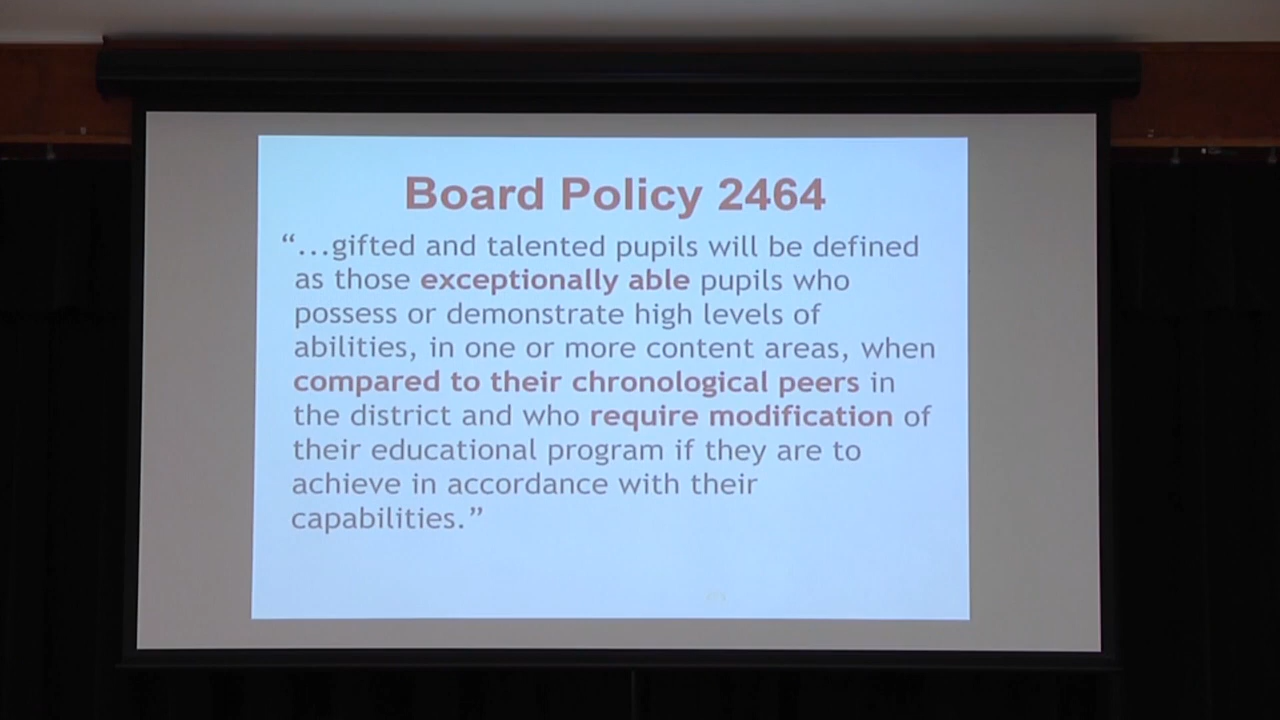 Board Policy 2464
“...gifted and talented pupils will be defined
as those exceptionally able pupils who
possess or demonstrate high levels of
abilities, in one or more content areas, when
compared to their chronological peers in
the district and who require modification of
their educational program if they are to
achieve in accordance with their
capabilities.”